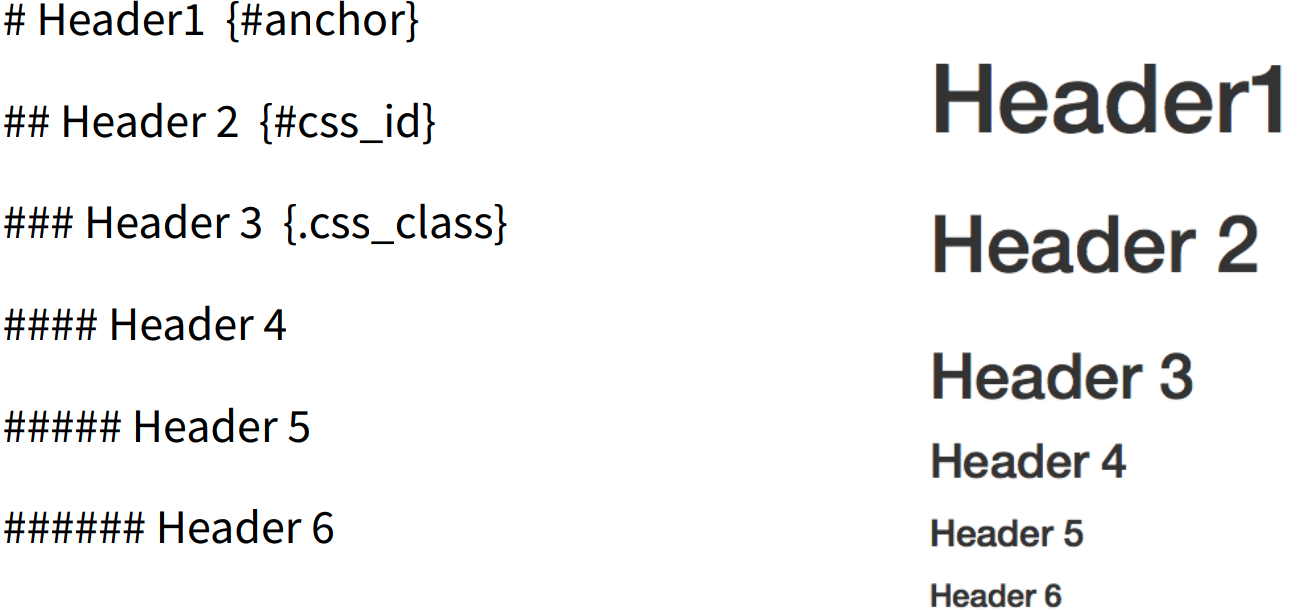 # Header1  {#anchor}
## Header 2  {#css_id}
### Header 3  {.css_class}
#### Header 4
##### Header 5
###### Header 6
Header1
Header 2
Header 3
Header 4
Header 5
Header 6